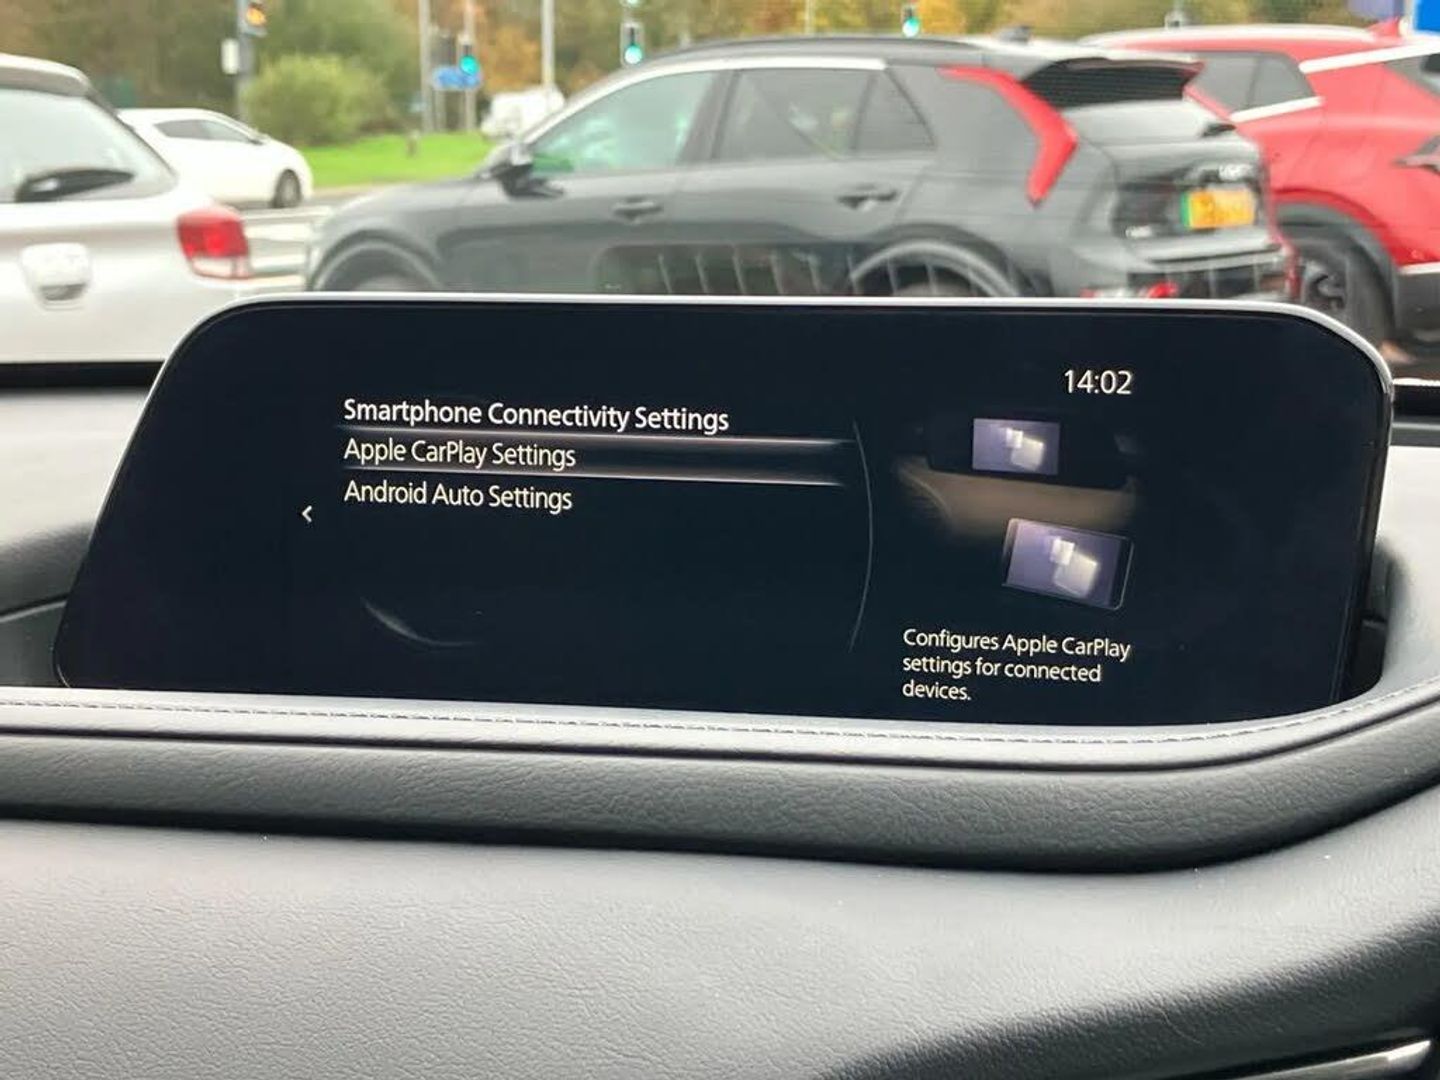 14:02
Smartphone Connectivity Settings
Apple CarPlay Settings
Android Auto Settings
Configures Apple CarPlay
settings for connected
devices.